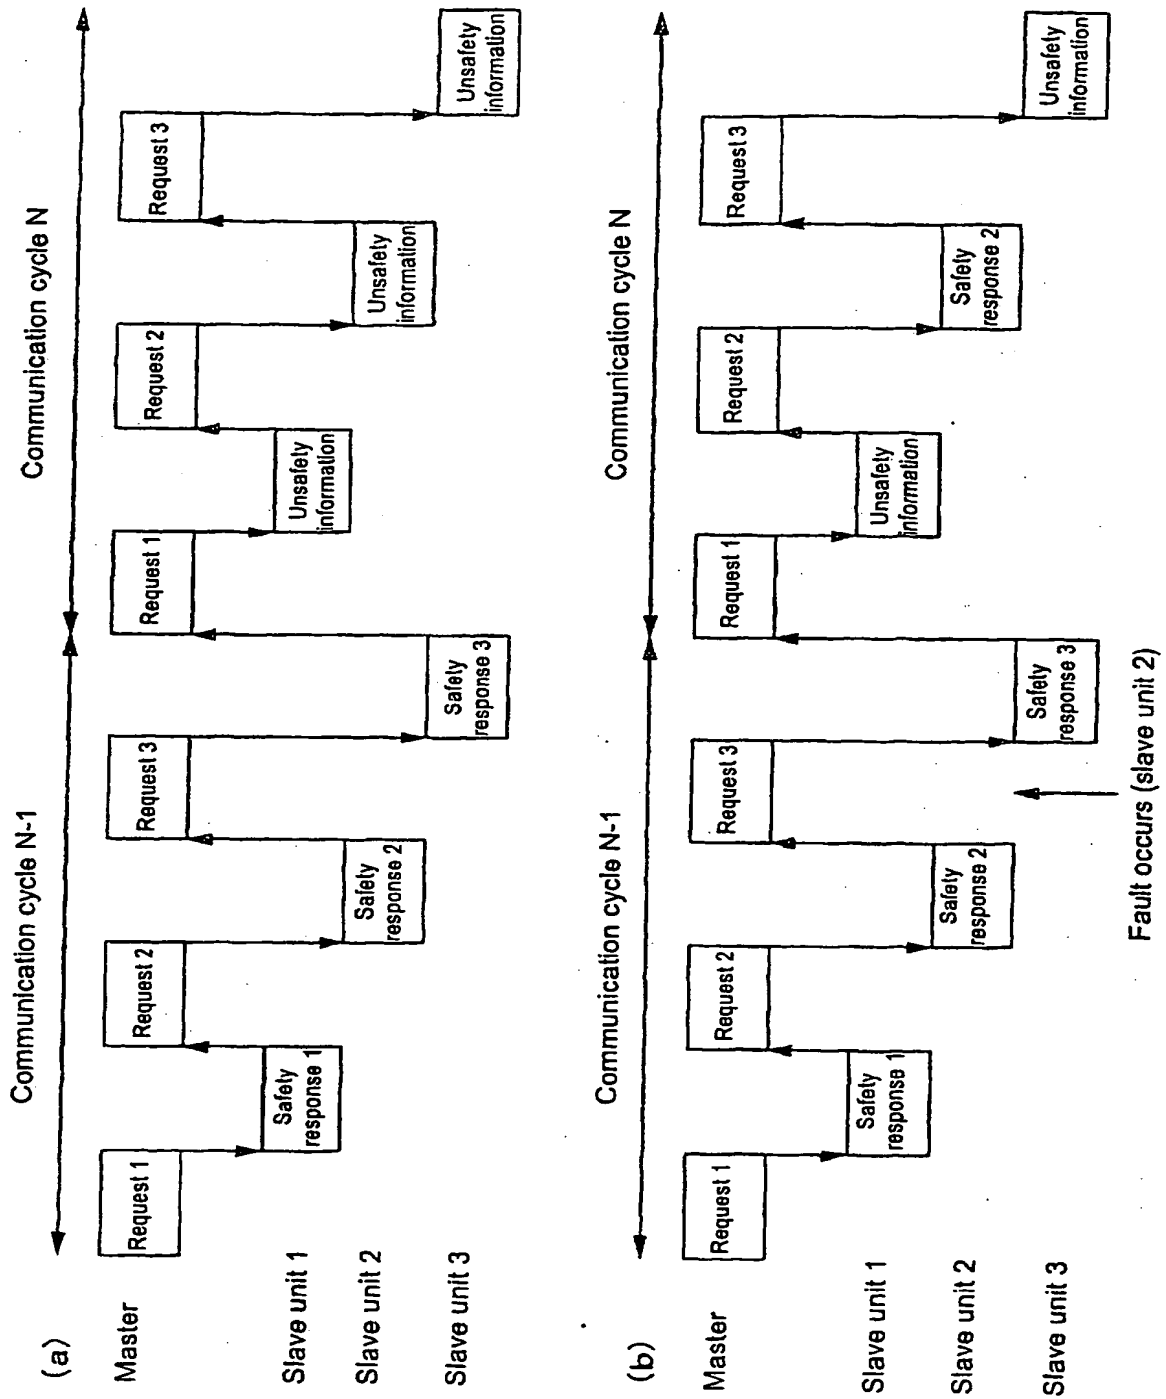 (a)
Communication cycle N-1
Communication cycle N
Master
Request 1
Request 2
Request 3
Request 1
Request 2
Request 3
Slave unit 1
Safety
response 1
Unsafety
information
Slave unit 2
Safety
response 2
Unsafety
information
Slave unit 3
Safety
response 3
Unsafety
information
(b)
Communication cycle N-1
Communication cycle N
Master
Request 1
Request 2
Request 3
Request 1
Request 2
Request 3
Slave unit 1
Safety
response 1
Unsafety
information
Slave unit 2
Safety
response 2
Safety
response 2
Slave unit 3
Safety
response 3
Unsafety
information
Fault occurs (slave unit 2)